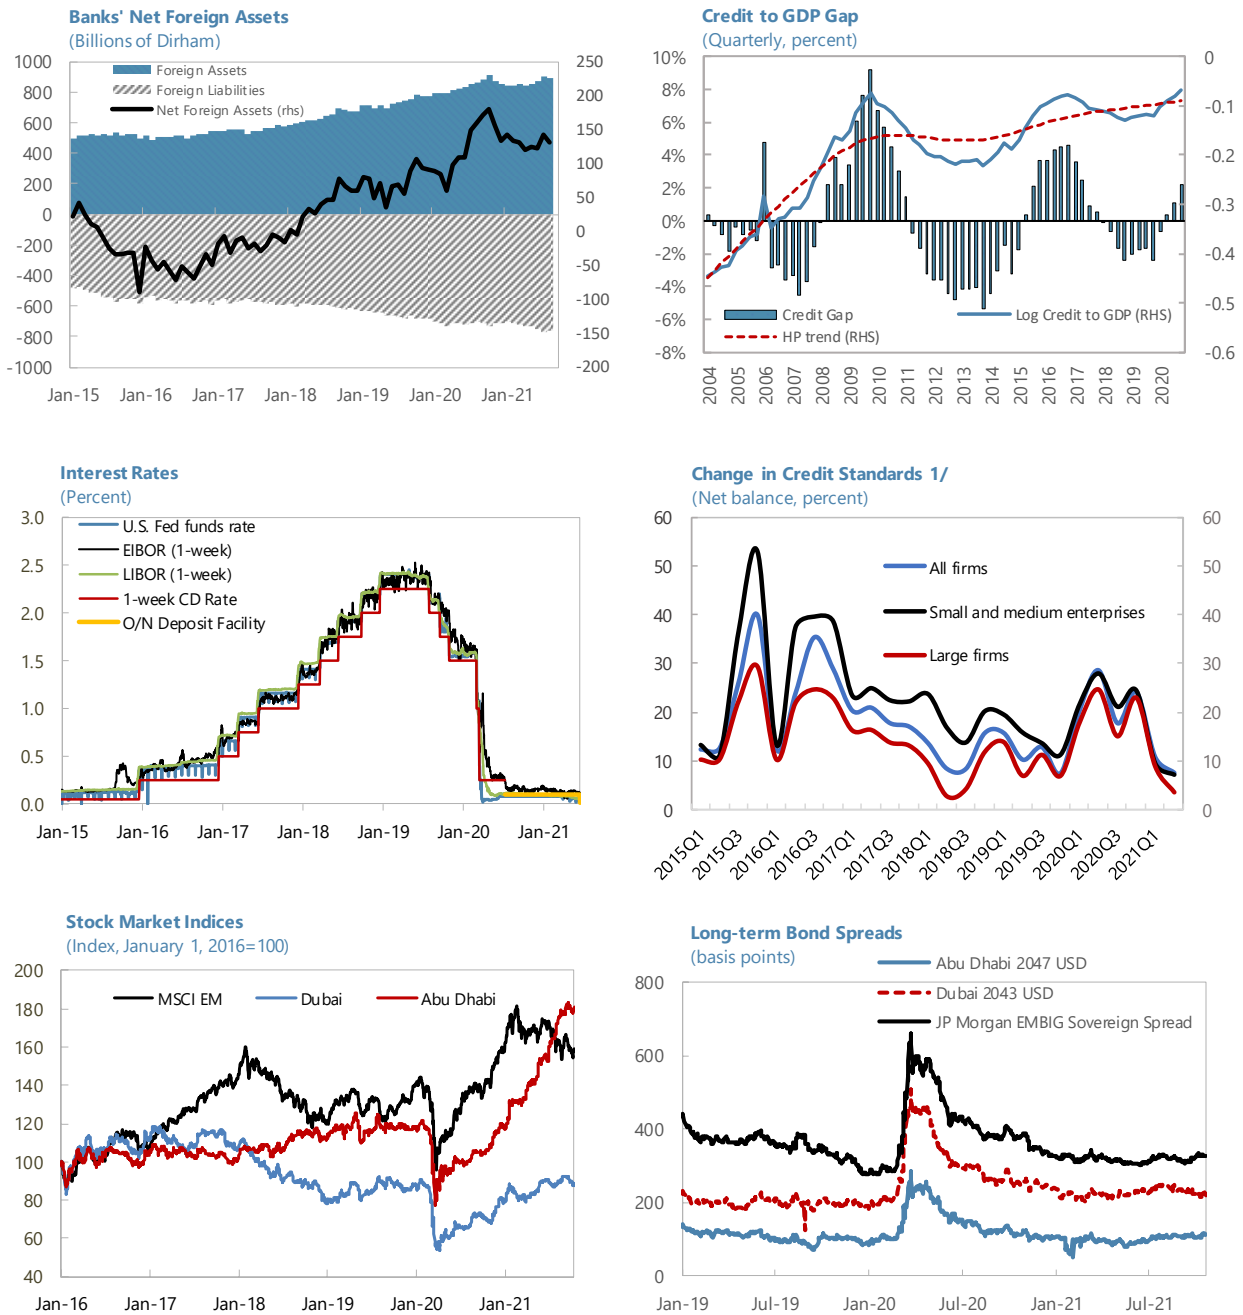 Banks' Net Foreign Assets
(Billions of Dirham)
1000
800
600
400
200
0
-200
-400
-600
-800
-1000
Foreign Assets
Foreign Liabilities
Net Foreign Assets (rhs)
250
200
150
100
50
0
-50
-100
-150
-200
Jan-15 Jan-16 Jan-17 Jan-18 Jan-19 Jan-20 Jan-21
Credit to GDP Gap
(Quarterly, percent)
10%
8%
6%
4%
2%
0%
-2%
-4%
-6%
-8%
0
-0.1
-0.2
-0.3
-0.4
-0.5
-0.6
Credit Gap
Log Credit to GDP (RHS)
HP trend (RHS)
2004 2005 2006 2007 2008 2009 2010 2011 2012 2013 2014 2015 2016 2017 2018 2019 2020
Interest Rates
(Percent)
3.0
2.5
2.0
1.5
1.0
0.5
0.0
U.S. Fed funds rate
EIBOR (1-week)
LIBOR (1-week)
1-week CD Rate
O/N Deposit Facility
Jan-15 Jan-16 Jan-17 Jan-18 Jan-19 Jan-20 Jan-21
Change in Credit Standards 1/
(Net balance, percent)
60
50
40
30
20
10
0
All firms
Small and medium enterprises
Large firms
60
50
40
30
20
10
0
2015Q1 2015Q3 2016Q1 2016Q3 2017Q1 2017Q3 2018Q1 2018Q3 2019Q1 2019Q3 2020Q1 2020Q3 2021Q1
Stock Market Indices
(Index, January 1, 2016=100)
200
180
160
140
120
100
80
60
40
MSCI EM Dubai Abu Dhabi
Jan-16 Jan-17 Jan-18 Jan-19 Jan-20 Jan-21
Long-term Bond Spreads
(basis points)
Abu Dhabi 2047 USD
Dubai 2043 USD
JP Morgan EMBIG Sovereign Spread
800
600
400
200
0
Jan-19 Jul-19 Jan-20 Jul-20 Jan-21 Jul-21